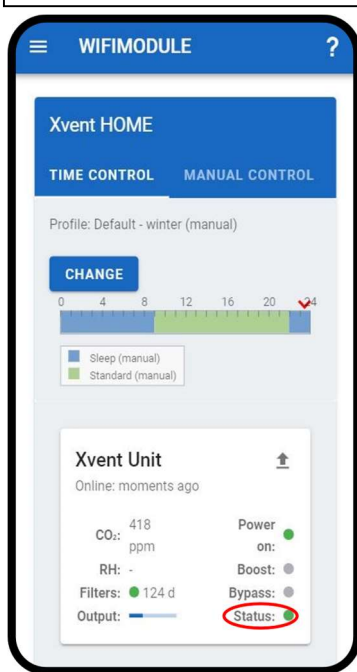 WIFIMODULE ?
Xvent HOME
TIME CONTROL MANUAL CONTROL
Profile: Default - winter (manual)
CHANGE
0 4 8 12 16 20 24
Sleep (manual)
Standard (manual)
Xvent Unit
Online: moments ago
CO₂: 418 ppm
Power on:
RH: -
Boost:
Filters: 124 d
Bypass:
Output:
Status: